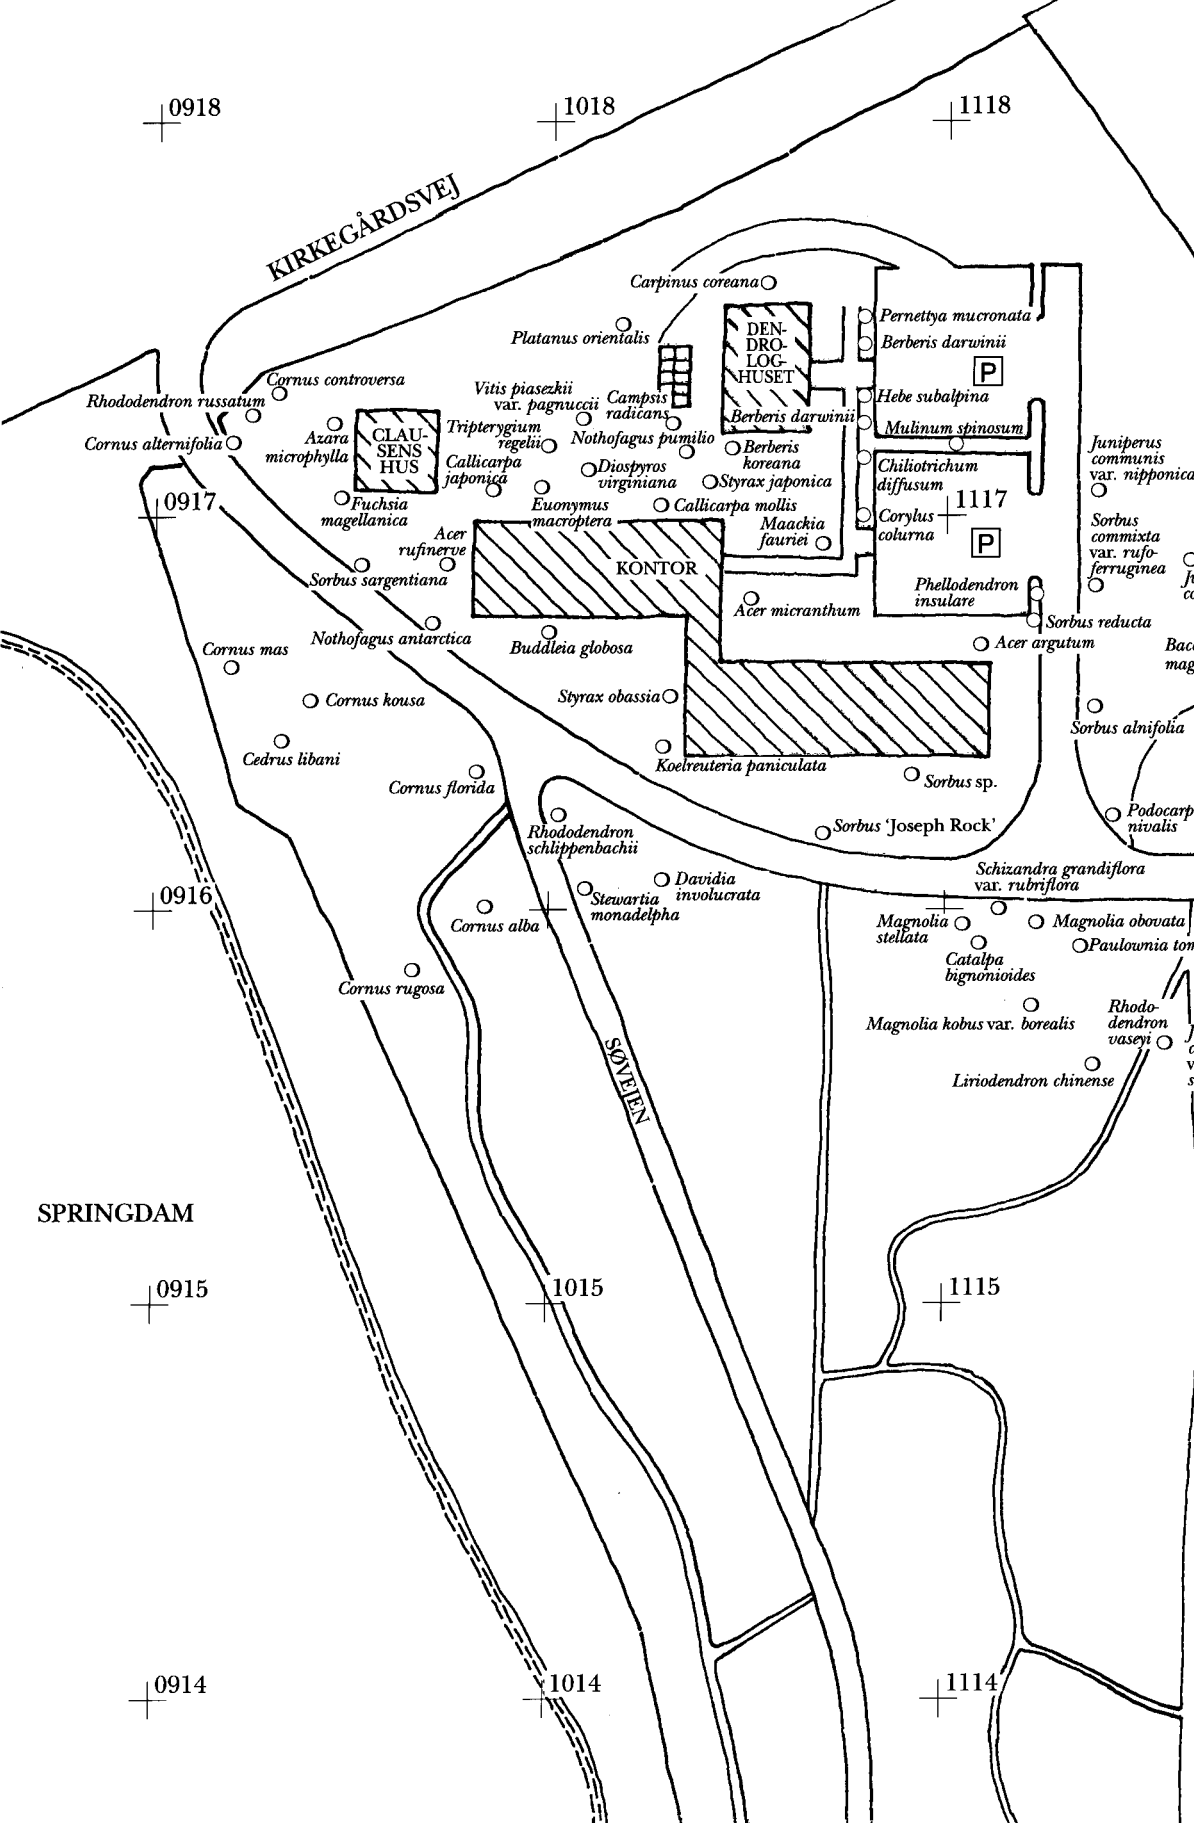 0918
1018
1118
KIRKEGÅRDSVEJ
Carpinus coreana
Platanus orientalis
DEN-
DRO-
LOG-
HUSET
Pernettya mucronata
Berberis darwinii
P
Cornus controversa
Rhododendron russatum
Cornus alternifolia
Azara
microphylla
CLAU-
SENS
HUS
Vitis piasezkii
var. pagnuccii
Campsis
radicans
Tripterygium
regelii
Nothofagus pumilio
Berberis darwinii
Hebe subalpina
Mulinum spinosum
Callicarpa
japonica
Diospyros
virginiana
Berberis
koreana
Styrax japonica
Chiliotrichum
diffusum
Juniperus
communis
var. nipponica
0917
Fuchsia
magellanica
Euonymus
macroptera
Callicarpa mollis
Maackia
fauriei
Corylus
colurna
1117
P
Sorbus
commixta
var. rufo-
ferruginea
Acer
rufinerve
Sorbus sargentiana
KONTOR
Phellodendron
insulare
Acer micranthum
Sorbus reducta
Nothofagus antarctica
Buddleia globosa
Acer argutum
Cornus mas
Cornus kousa
Styrax obassia
Sorbus alnifolia
Cedrus libani
Koelreuteria paniculata
Cornus florida
Sorbus sp.
Rhododendron
schlippenbachii
Sorbus 'Joseph Rock'
Podocarp
nivalis
Schizandra grandiflora
var. rubriflora
0916
Davidia
involucrata
Stewartia
monadelpha
Cornus alba
Magnolia
stellata
Magnolia obovata
Catalpa
bignonioides
Paulownia tom
Cornus rugosa
Magnolia kobus var. borealis
Rhodo-
dendron
vaseyi
Liriodendron chinense
SØVEJEN
SPRINGDAM
0915
1015
1115
0914
1014
1114